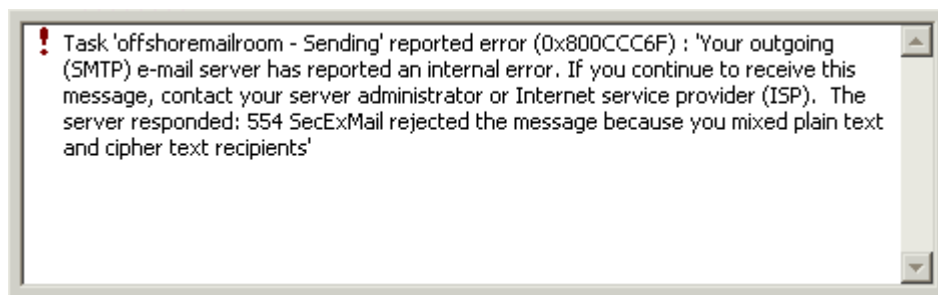 Task 'offshoremailroom - Sending' reported error (0x800CCC6F) : 'Your outgoing
(SMTP) e-mail server has reported an internal error. If you continue to receive this
message, contact your server administrator or Internet service provider (ISP).  The
server responded: 554 SecExMail rejected the message because you mixed plain text
and cipher text recipients'